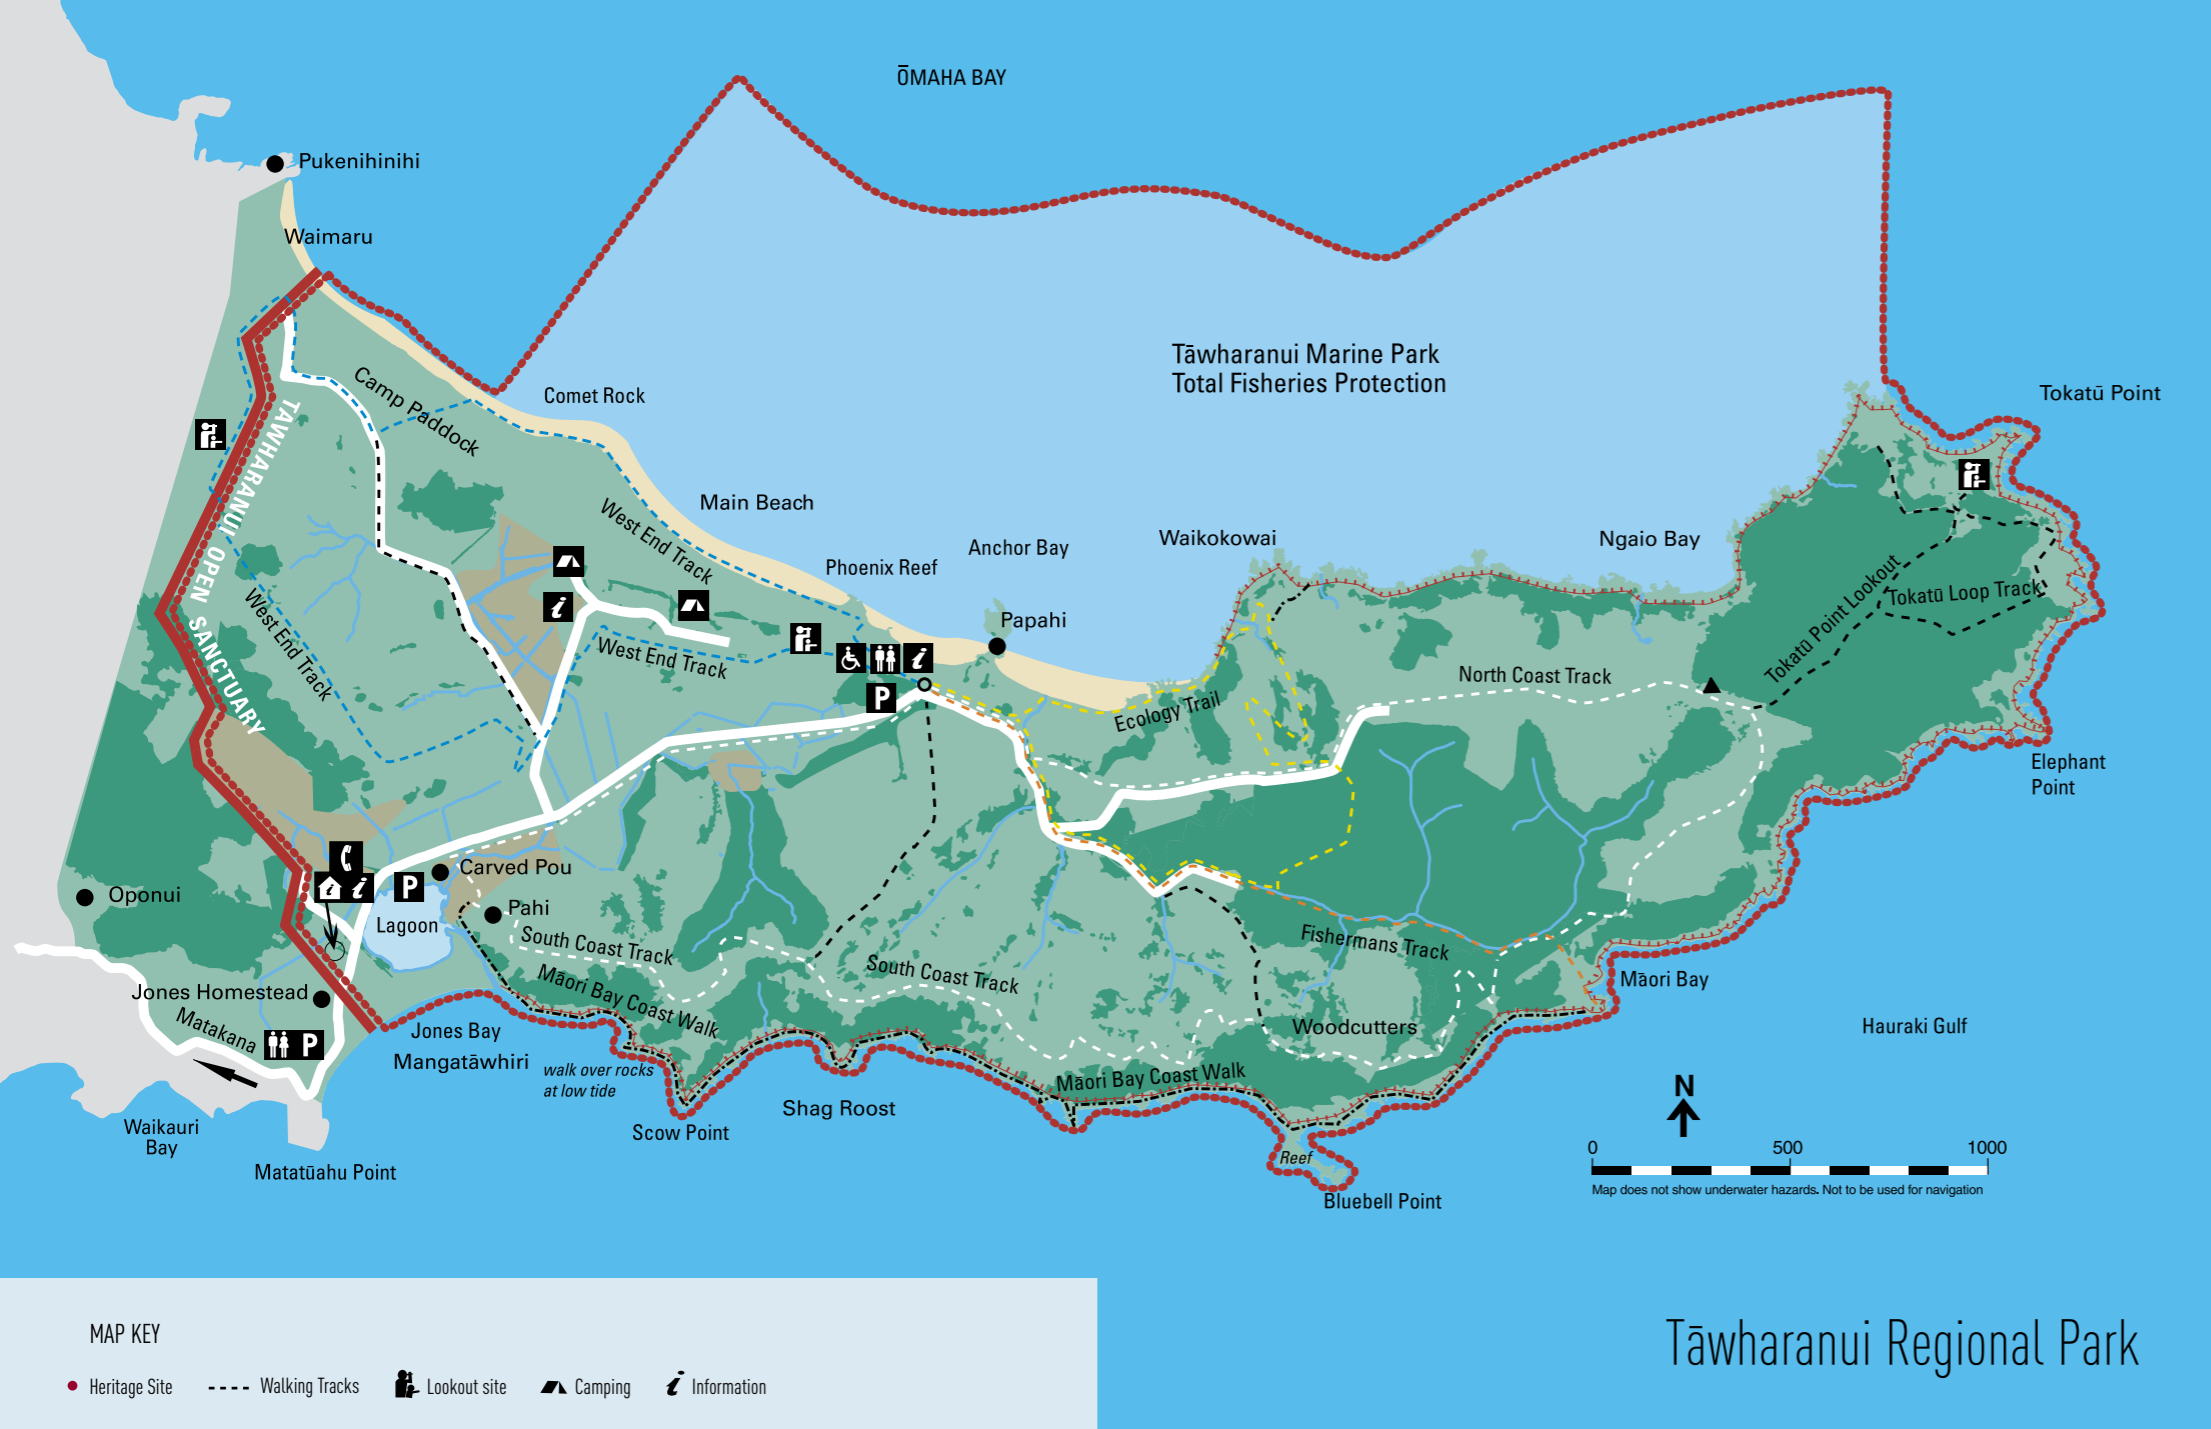 ŌMAHA BAY
Pukenihinihi
Waimaru
Tāwharanui Marine Park
Total Fisheries Protection
Camp Paddock
Comet Rock
Tokatū Point
TAWHARANUI OPEN SANCTUARY
Main Beach
West End Track
Phoenix Reef
Anchor Bay
Waikokowai
Ngaio Bay
i
Papahi
West End Track
West End Track
i
P
Tokatū Point Lookout
Tokatū Loop Track
North Coast Track
Ecology Trail
Elephant
Point
Carved Pou
i
i
P
Oponui
Pahi
Lagoon
South Coast Track
South Coast Track
Fishermans Track
Māori Bay
Māori Bay Coast Walk
Jones Homestead
Matakana
P
Jones Bay
Mangatāwhiri
walk over rocks
at low tide
Woodcutters
Hauraki Gulf
Māori Bay Coast Walk
Shag Roost
Scow Point
Waikauri
Bay
Matatūahu Point
Reef
Bluebell Point
N
0 500 1000
Map does not show underwater hazards. Not to be used for navigation
Tāwharanui Regional Park
MAP KEY
Heritage Site
Walking Tracks
Lookout site
Camping
i Information